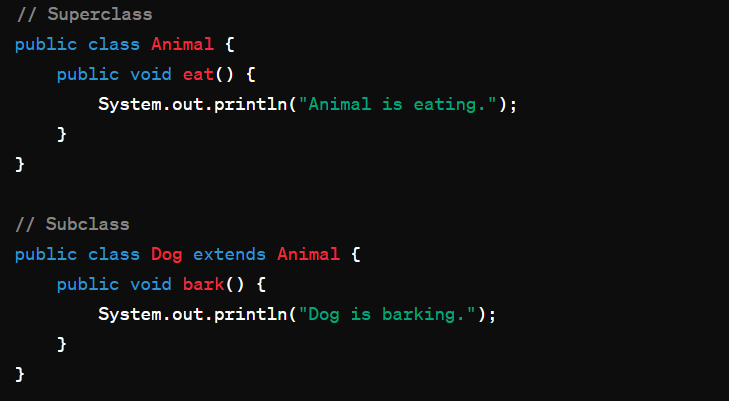 // Superclass
public class Animal {
    public void eat() {
        System.out.println("Animal is eating.");
    }
}

// Subclass
public class Dog extends Animal {
    public void bark() {
        System.out.println("Dog is barking.");
    }
}